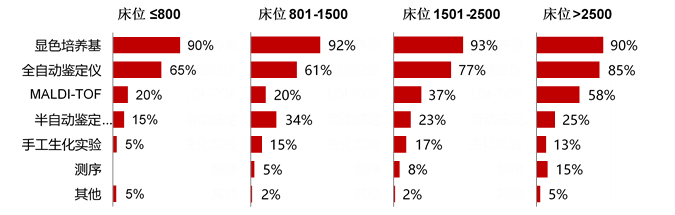 床位 ≤800 床位 801-1500 床位 1501-2500 床位 >2500
显色培养基 90% 92% 93% 90%
全自动鉴定仪 65% 61% 77% 85%
MALDI-TOF 20% 20% 37% 58%
半自动鉴定... 15% 34% 23% 25%
手工生化实验 5% 15% 17% 13%
测序 5% 8% 15%
其他 5% 2% 2% 5%